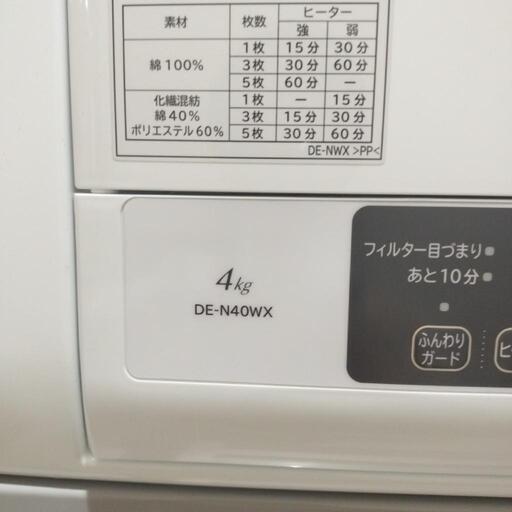 素材 枚数 ヒーター
強 弱
綿100% 1枚 15分 30分
3枚 30分 60分
5枚 60分 —
化繊混紡 綿40% ポリエステル60% 1枚 — 15分
3枚 15分 30分
5枚 30分 60分
DE-NWX >PP<
4kg
DE-N40WX
フィルター目づまり
あと10分
ふんわり
ガード
ヒ